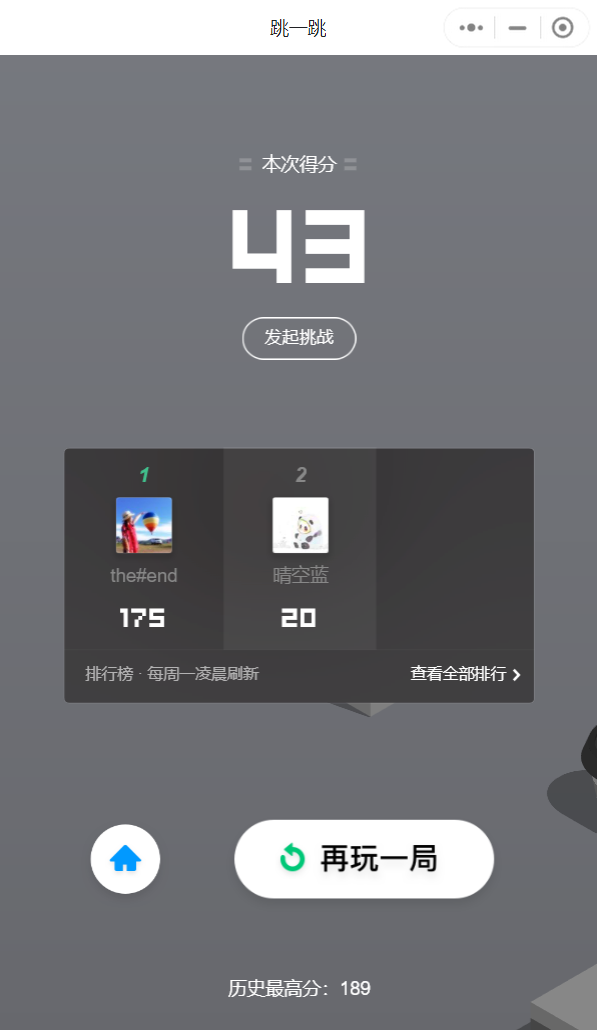 跳一跳
本次得分
43
发起挑战
1
2
the#end
晴空蓝
175
20
排行榜 · 每周一凌晨刷新
查看全部排行
再玩一局
历史最高分：189